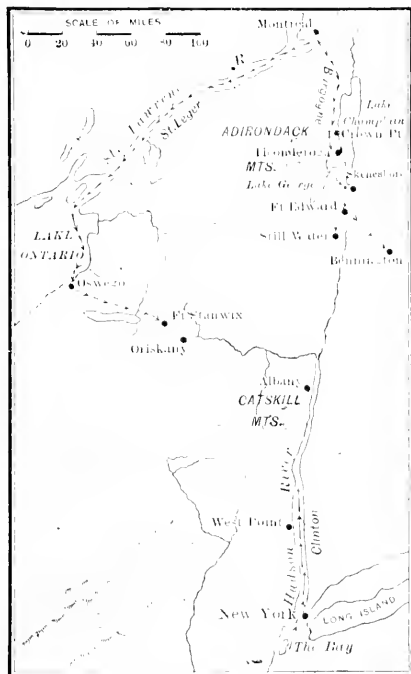 SCALE OF MILES
0 20 40 60 80 100
Montreal
R
Burgoyne
St. Lawrence
St. Leger
Lake
Champlain
ADIRONDACK
Crown Pt.
Ticonderoga
MTS.
Skenesboro
Lake George
Ft Edward
LAKE
ONTARIO
Still Water
Bennington
Oswego
Ft Stanwix
Oriskany
Albany
CATSKILL
MTS.
River
West Point
Clinton
Hudson
New York
LONG ISLAND
The Bay